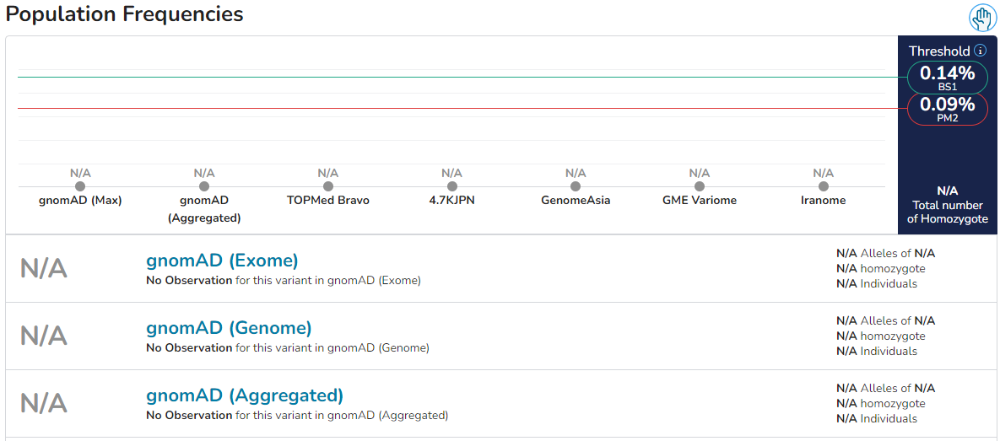 Population Frequencies
Threshold
0.14%
BS1
0.09%
PM2
N/A N/A N/A N/A N/A N/A N/A
gnomAD (Max) gnomAD (Aggregated) TOPMed Bravo 4.7KJPN GenomeAsia GME Variome Iranome
N/A
Total number
of Homozygote
N/A
gnomAD (Exome)
No Observation for this variant in gnomAD (Exome)
N/A Alleles of N/A
N/A homozygote
N/A Individuals
N/A
gnomAD (Genome)
No Observation for this variant in gnomAD (Genome)
N/A Alleles of N/A
N/A homozygote
N/A Individuals
N/A
gnomAD (Aggregated)
No Observation for this variant in gnomAD (Aggregated)
N/A Alleles of N/A
N/A homozygote
N/A Individuals